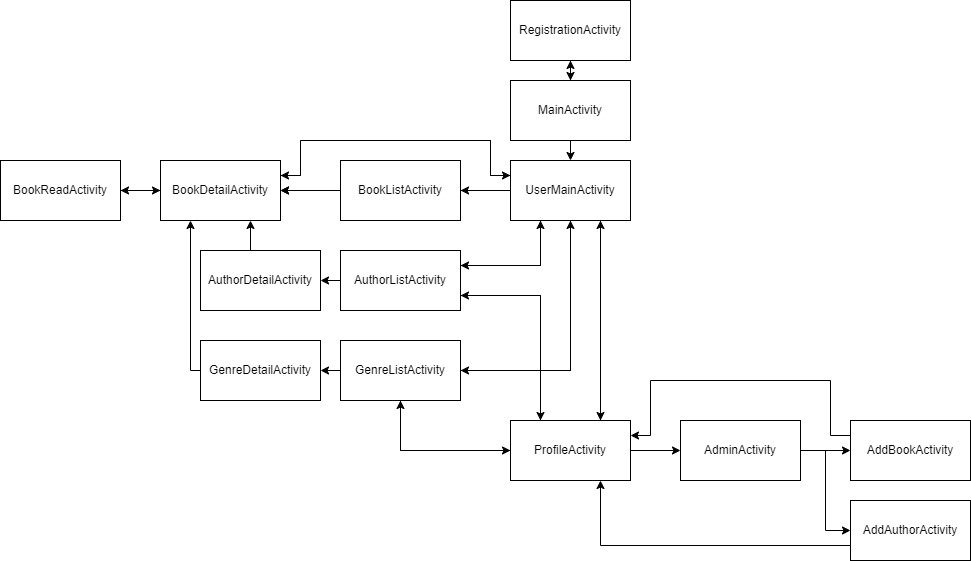 RegistrationActivity
MainActivity
BookReadActivity
BookDetailActivity
BookListActivity
UserMainActivity
AuthorDetailActivity
AuthorListActivity
GenreDetailActivity
GenreListActivity
ProfileActivity
AdminActivity
AddBookActivity
AddAuthorActivity